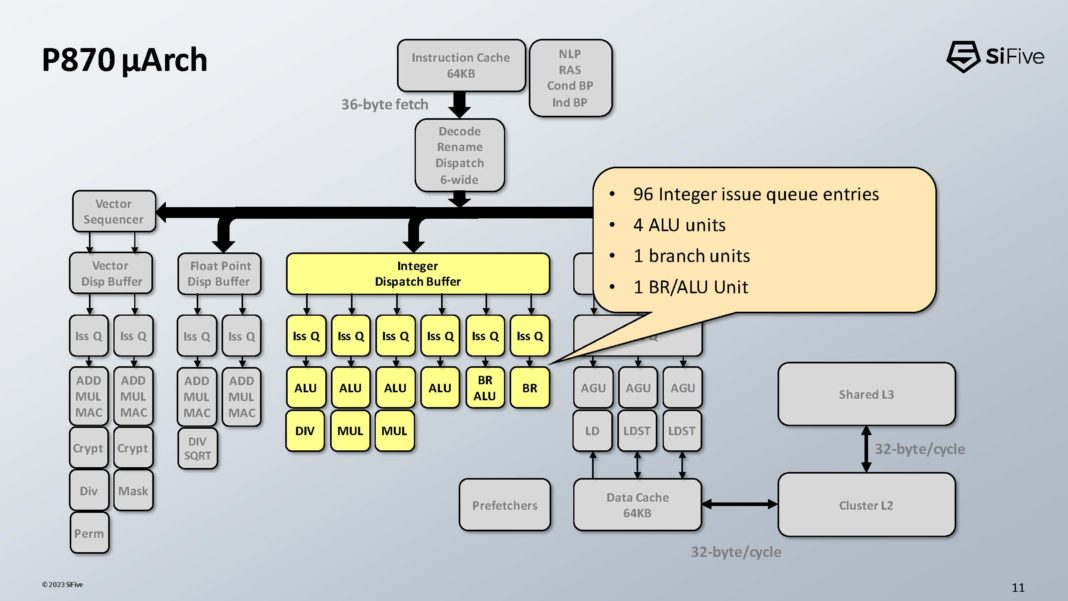 P870 µArch
SiFive
Instruction Cache
64KB
NLP
RAS
Cond BP
Ind BP
36-byte fetch
Decode
Rename
Dispatch
6-wide
• 96 Integer issue queue entries
• 4 ALU units
• 1 branch units
• 1 BR/ALU Unit
Vector
Sequencer
Vector
Disp Buffer
Float Point
Disp Buffer
Integer
Dispatch Buffer
Iss Q
Iss Q
Iss Q
Iss Q
Iss Q
Iss Q
Iss Q
Iss Q
Iss Q
Iss Q
ADD
MUL
MAC
ADD
MUL
MAC
ADD
MUL
MAC
ADD
MUL
MAC
ALU
ALU
ALU
ALU
BR
ALU
BR
AGU
AGU
AGU
Crypt
Crypt
DIV
SQRT
DIV
MUL
MUL
LD
LDST
LDST
Div
Mask
Perm
Prefetchers
Data Cache
64KB
32-byte/cycle
Shared L3
32-byte/cycle
Cluster L2
© 2023 SiFive
11